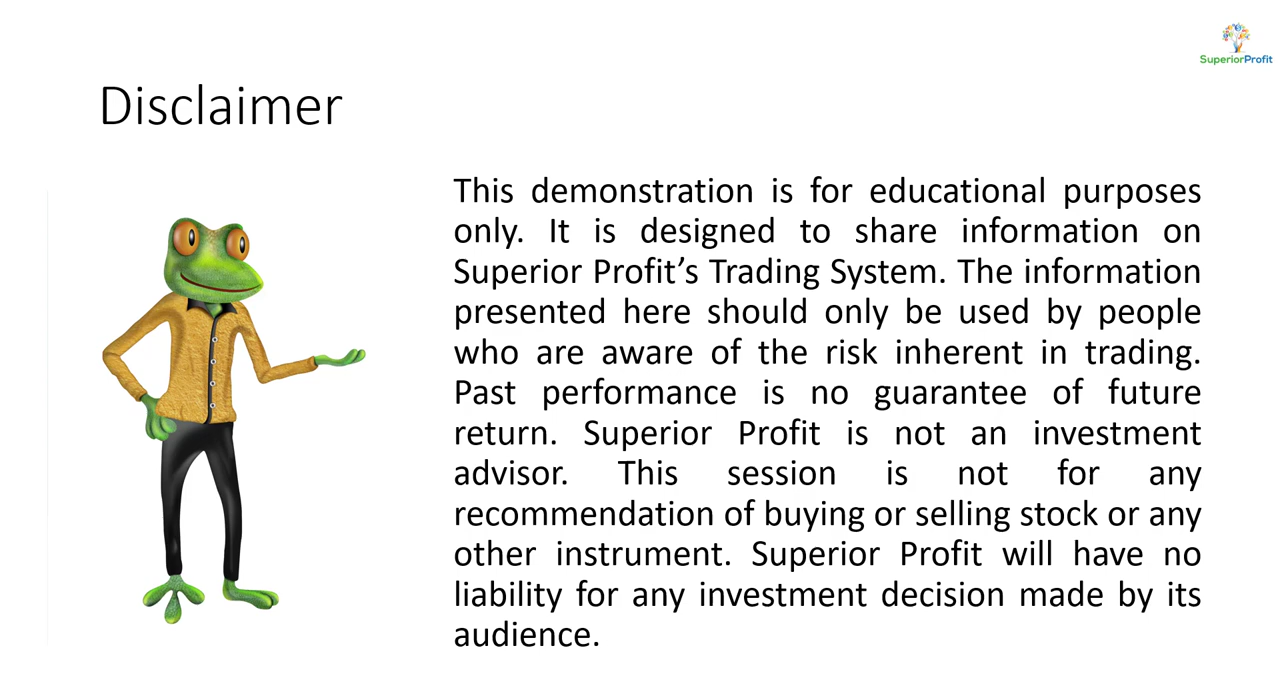 SuperiorProfit
Disclaimer
This demonstration is for educational purposes
only. It is designed to share information on
Superior Profit’s Trading System. The information
presented here should only be used by people
who are aware of the risk inherent in trading.
Past performance is no guarantee of future
return. Superior Profit is not an investment
advisor. This session is not for any
recommendation of buying or selling stock or any
other instrument. Superior Profit will have no
liability for any investment decision made by its
audience.